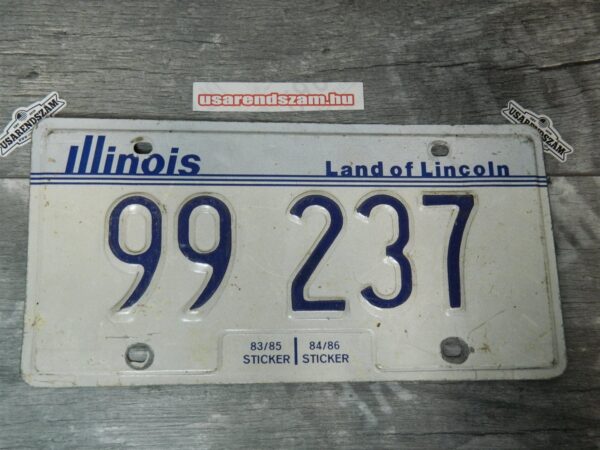 usarendszam.hu
USARENDSZAM
USARENDSZAM
Illinois
Land of Lincoln
99 237
83/85 84/86
STICKER STICKER